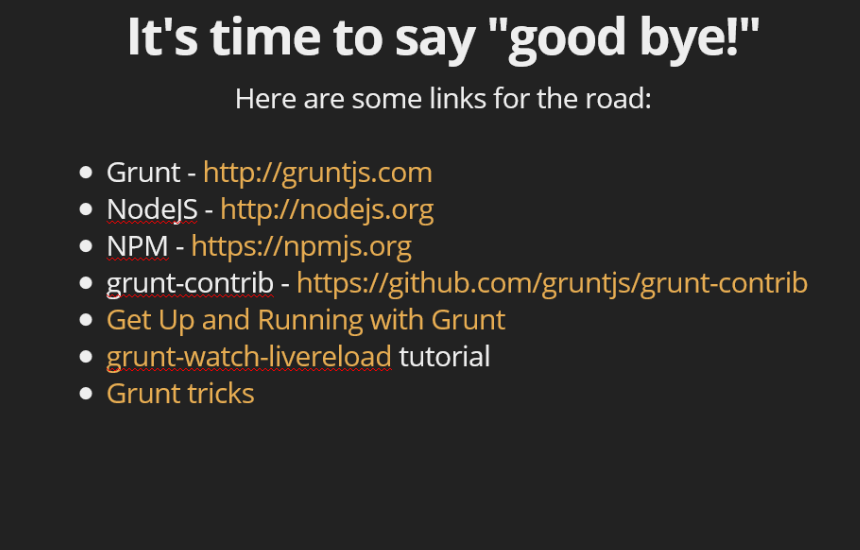 It's time to say "good bye!"
Here are some links for the road:
• Grunt - http://gruntjs.com
• NodeJS - http://nodejs.org
• NPM - https://npmjs.org
• grunt-contrib - https://github.com/gruntjs/grunt-contrib
• Get Up and Running with Grunt
• grunt-watch-livereload tutorial
• Grunt tricks